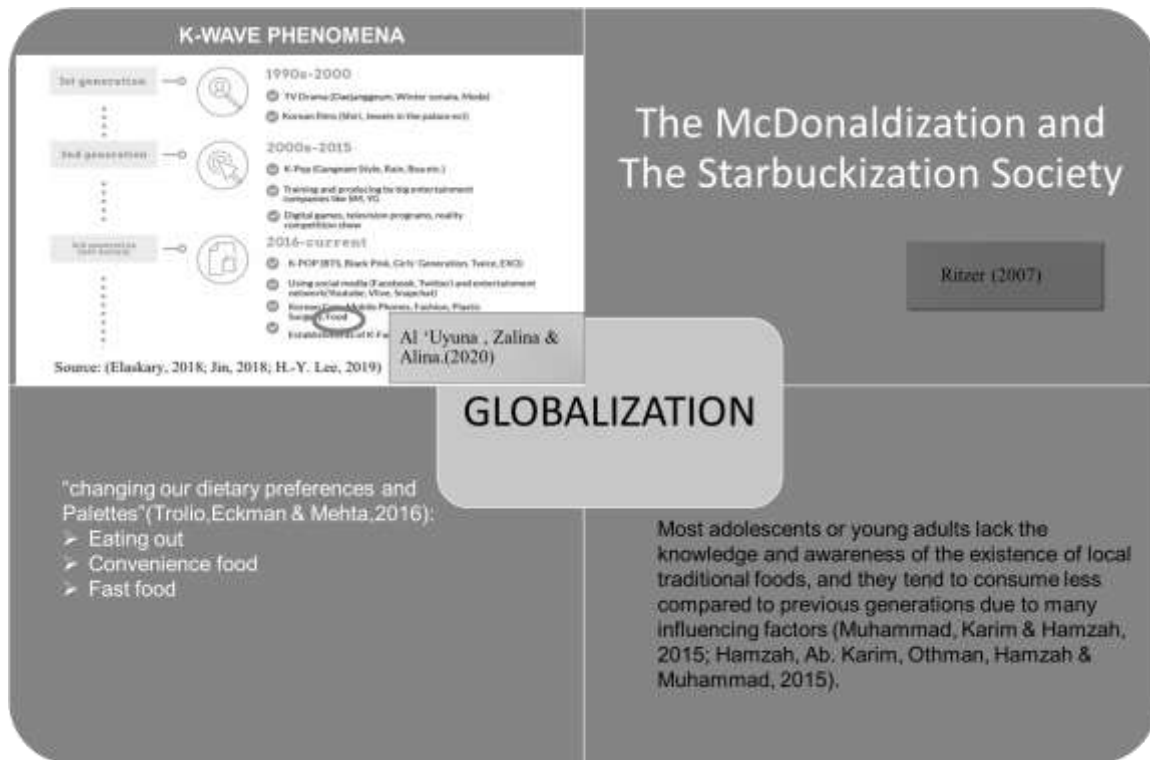 K-WAVE PHENOMENA
1st generation
1990s-2000
TV Drama (Daejanggeum, Winter sonata, Mode)
Korean films (Shiri, Jewels in the palace ect)
2nd generation
2000s-2015
K-Pop (Gangnam Style, Rain, Boa etc.)
Training and producing by big entertainment
companies like SM, YG
Digital games, television programs, reality
competition show
2016-current
K-POP (BTS, Black Pink, Girls' Generation, Twice, EXO)
Using social media (Facebook, Twitter) and entertainment
network(Youtube, Vlive, Snapchat)
Korean Cars, Mobile Phones, Fashion, Plastic
Surgery, Food
Establishments of K-F
Al ‘Uyuna , Zalina &
Alina.(2020)
Source: (Elaskary, 2018; Jin, 2018; H.-Y. Lee, 2019)
The McDonaldization and
The Starbuckization Society
Ritzer (2007)
GLOBALIZATION
"changing our dietary preferences and
Palettes"(Trolio,Eckman & Mehta,2016):
➢ Eating out
➢ Convenience food
➢ Fast food
Most adolescents or young adults lack the
knowledge and awareness of the existence of local
traditional foods, and they tend to consume less
compared to previous generations due to many
influencing factors (Muhammad, Karim & Hamzah,
2015; Hamzah, Ab. Karim, Othman, Hamzah &
Muhammad, 2015).